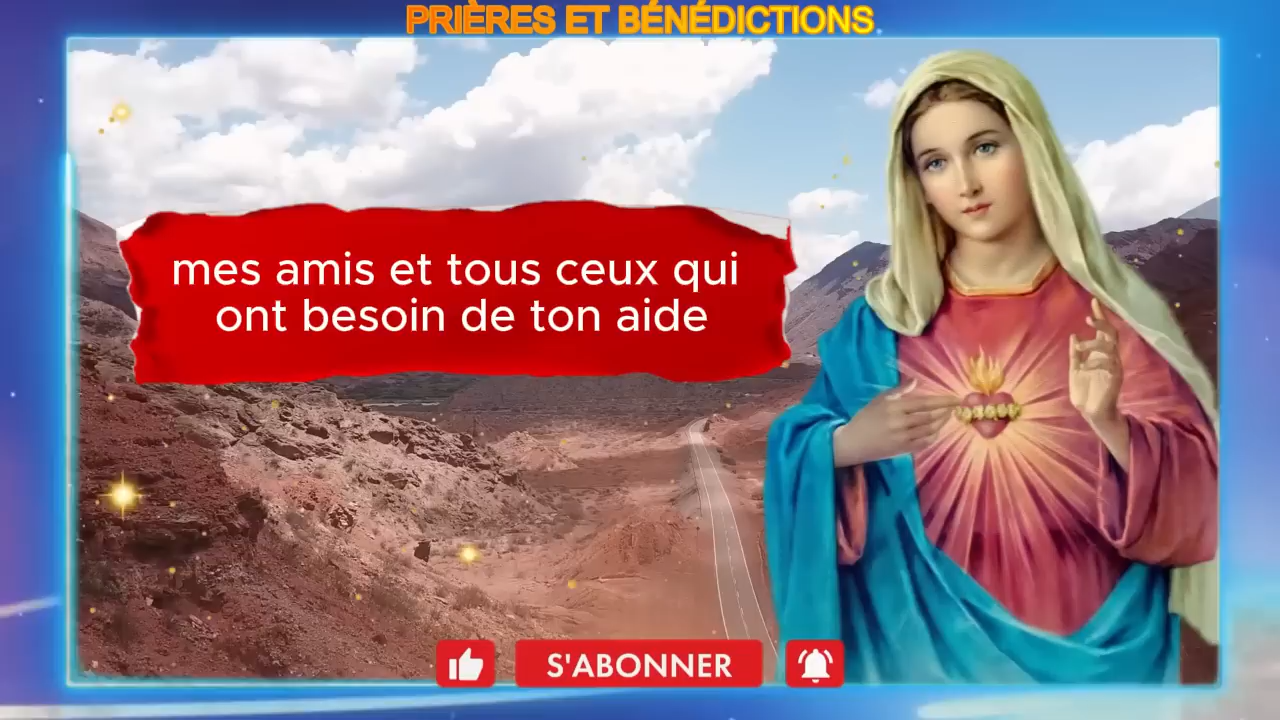 PRIÈRES ET BÉNÉDICTIONS
mes amis et tous ceux qui
ont besoin de ton aide
S'ABONNER